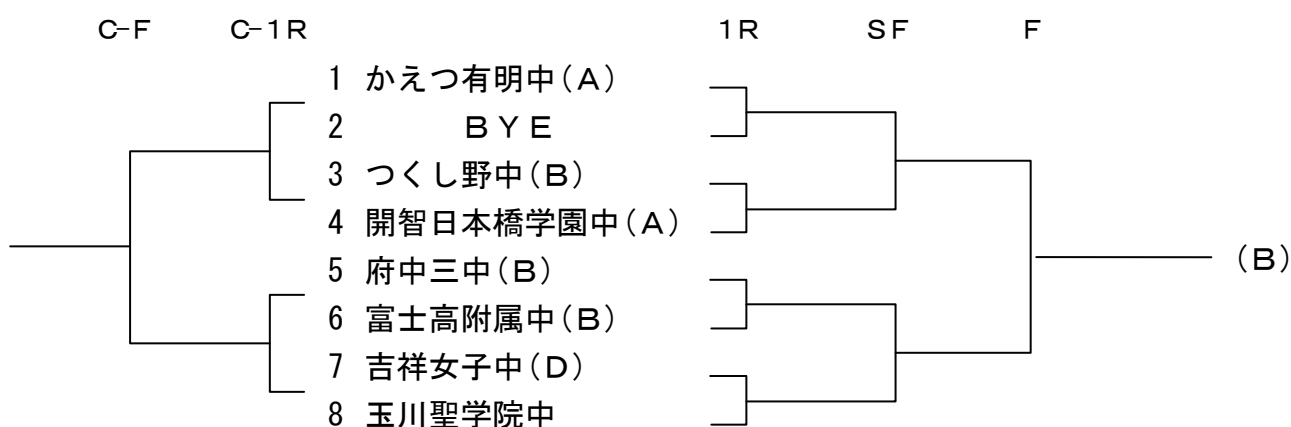 C-F C-1R 1R SF F
1 かえつ有明中(A)
2 BYE
3 つくし野中(B)
4 開智日本橋学園中(A)
5 府中三中(B)
(B)
6 富士高附属中(B)
7 吉祥女子中(D)
8 玉川聖学院中